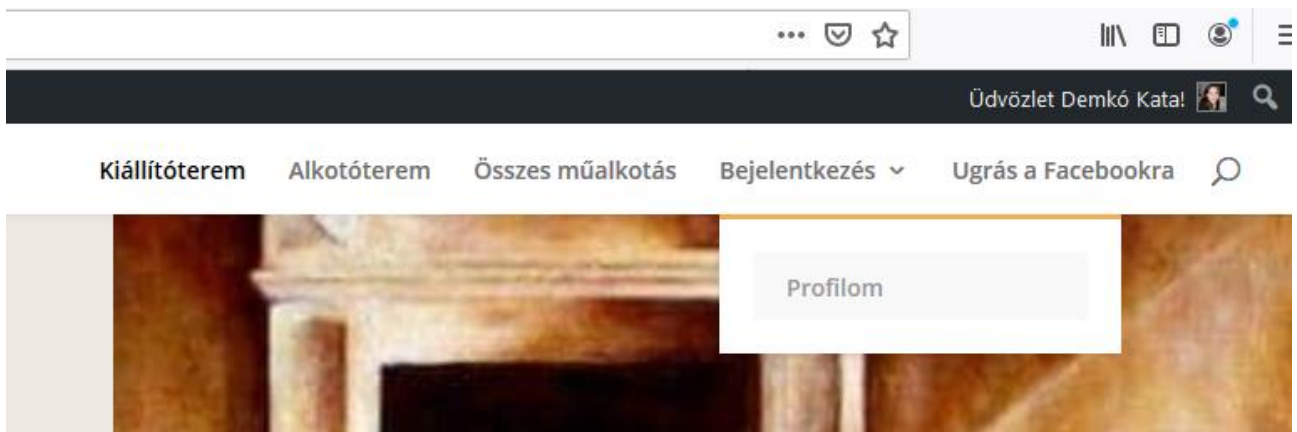 Üdvözlet Demkó Kata!
Kiállítóterem Alkotóterem Összes műalkotás Bejelentkezés Ugrás a Facebookra
Profilom